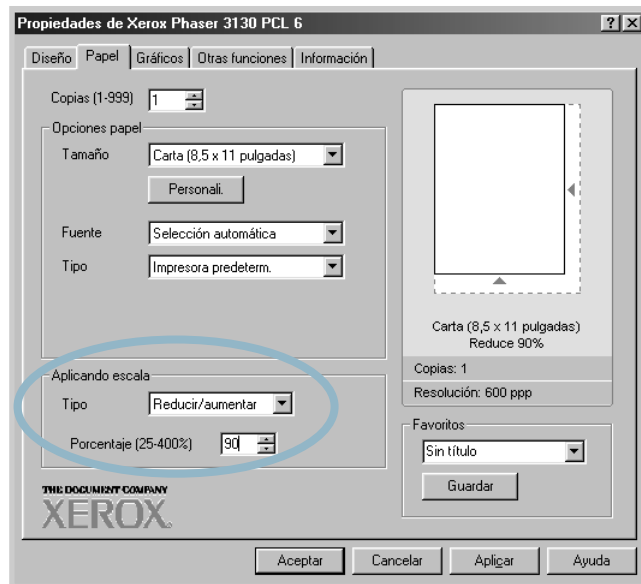 Propiedades de Xerox Phaser 3130 PCL 6
Diseño Papel Gráficos Otras funciones Información
Copias (1-999) 1
Opciones papel
Tamaño Carta (8,5 x 11 pulgadas)
Personali.
Fuente Selección automática
Tipo Impresora predeterm.
Carta (8,5 x 11 pulgadas)
Reduce 90%
Copias: 1
Resolución: 600 ppp
Aplicando escala
Tipo Reducir/aumentar
Porcentaje (25-400%) 90
Favoritos
Sin título
Guardar
THE DOCUMENT COMPANY
XEROX
Aceptar Cancelar Aplicar Ayuda